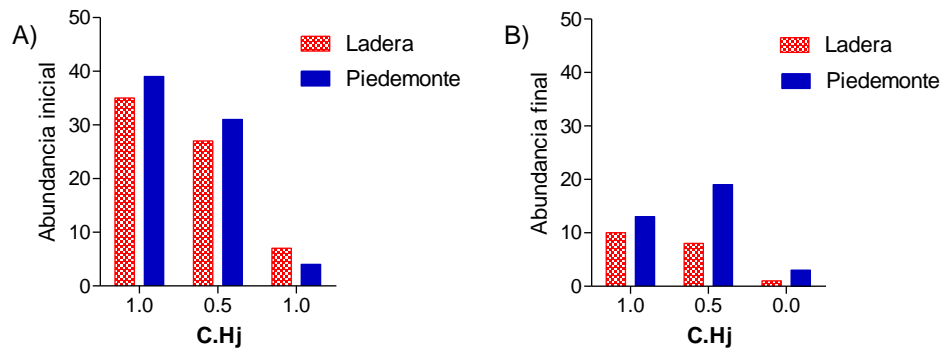 A)
Abundancia inicial
50
40
30
20
10
0
Ladera
Piedemonte
1.0 0.5 1.0
C.Hj
B)
Abundancia final
50
40
30
20
10
0
Ladera
Piedemonte
1.0 0.5 0.0
C.Hj